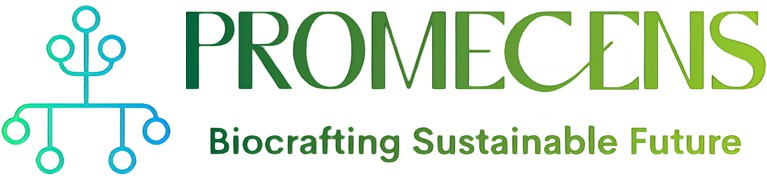 PROMECENS
Biocrafting Sustainable Future